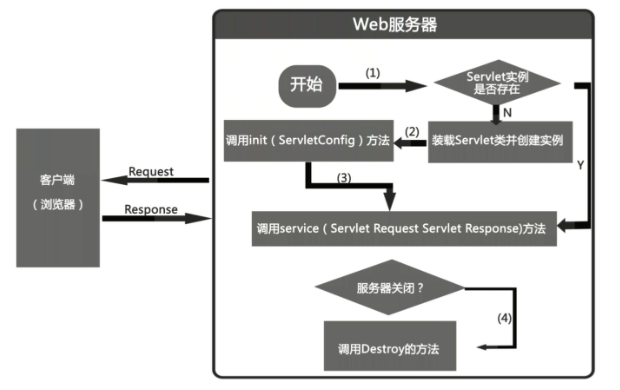 Web服务器
开始
(1)
Servlet实例
是否存在
N
Y
装载Servlet类并创建实例
(2)
调用init（ServletConfig）方法
(3)
调用service（Servlet Request Servlet Response)方法
客户端
（浏览器）
Request
Response
服务器关闭？
(4)
调用Destroy的方法